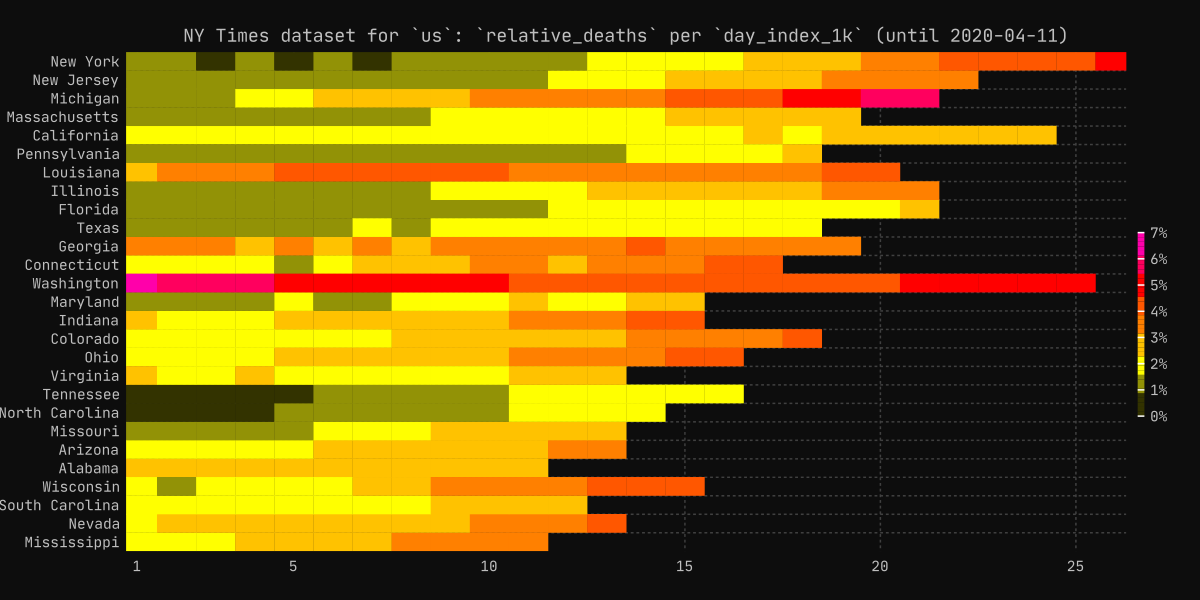 NY Times dataset for `us`: `relative_deaths` per `day_index_1k` (until 2020-04-11)
New York
New Jersey
Michigan
Massachusetts
California
Pennsylvania
Louisiana
Illinois
Florida
Texas
Georgia
Connecticut
Washington
Maryland
Indiana
Colorado
Ohio
Virginia
Tennessee
North Carolina
Missouri
Arizona
Alabama
Wisconsin
South Carolina
Nevada
Mississippi
1 5 10 15 20 25
7%
6%
5%
4%
3%
2%
1%
0%